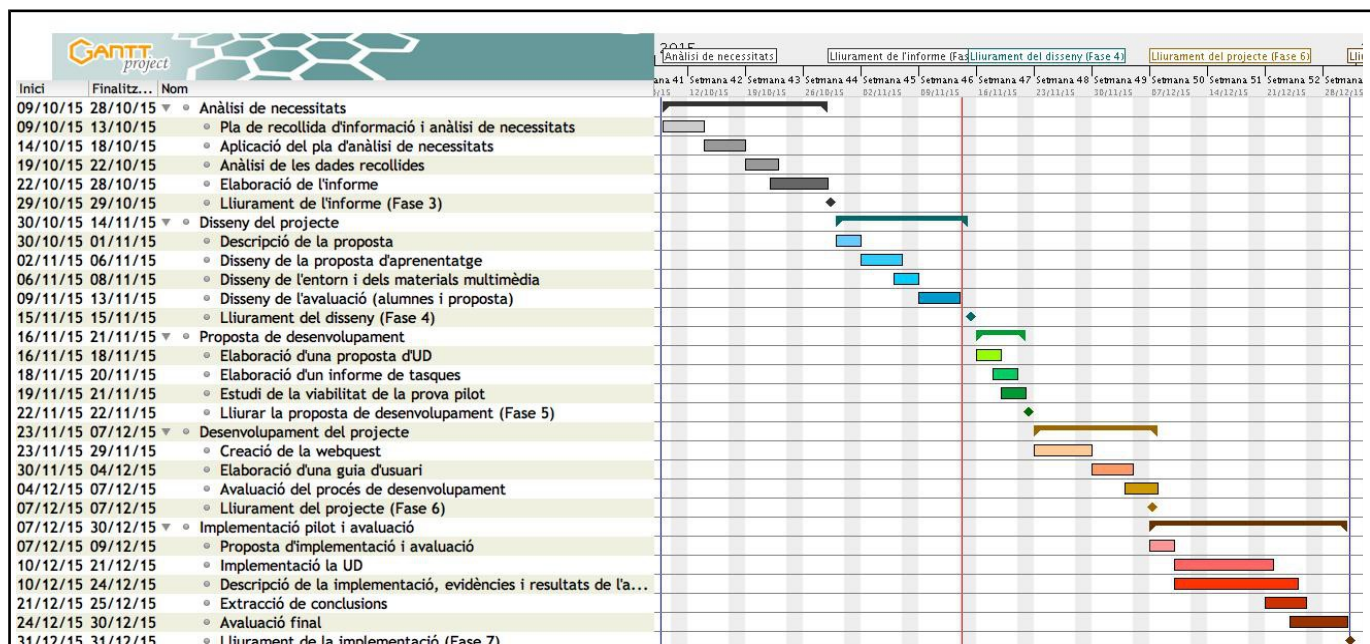 GANTT
project
2015
Anàlisi de necessitats
Lliurament de l'informe (Fas
Lliurament del disseny (Fase 4)
Lliurament del projecte (Fase 6)
Lli
ana 41 Setmana 42 Setmana 43 Setmana 44 Setmana 45 Setmana 46 Setmana 47 Setmana 48 Setmana 49 Setmana 50 Setmana 51 Setmana 52 Setmana
/15 12/10/15 19/10/15 26/10/15 02/11/15 09/11/15 16/11/15 23/11/15 30/11/15 07/12/15 14/12/15 21/12/15 28/12/15
Inici Finalitz... Nom
09/10/15 28/10/15 Anàlisi de necessitats
09/10/15 13/10/15 Pla de recollida d'informació i anàlisi de necessitats
14/10/15 18/10/15 Aplicació del pla d'anàlisi de necessitats
19/10/15 22/10/15 Anàlisi de les dades recollides
22/10/15 28/10/15 Elaboració de l'informe
29/10/15 29/10/15 Lliurament de l'informe (Fase 3)
30/10/15 14/11/15 Disseny del projecte
30/10/15 01/11/15 Descripció de la proposta
02/11/15 06/11/15 Disseny de la proposta d'aprenentatge
06/11/15 08/11/15 Disseny de l'entorn i dels materials multimèdia
09/11/15 13/11/15 Disseny de l'avaluació (alumnes i proposta)
15/11/15 15/11/15 Lliurament del disseny (Fase 4)
16/11/15 21/11/15 Proposta de desenvolupament
16/11/15 18/11/15 Elaboració d'una proposta d'UD
18/11/15 20/11/15 Elaboració d'un informe de tasques
19/11/15 21/11/15 Estudi de la viabilitat de la prova pilot
22/11/15 22/11/15 Lliurar la proposta de desenvolupament (Fase 5)
23/11/15 07/12/15 Desenvolupament del projecte
23/11/15 29/11/15 Creació de la webquest
30/11/15 04/12/15 Elaboració d'una guia d'usuari
04/12/15 07/12/15 Avaluació del procés de desenvolupament
07/12/15 07/12/15 Lliurament del projecte (Fase 6)
07/12/15 30/12/15 Implementació pilot i avaluació
07/12/15 09/12/15 Proposta d'implementació i avaluació
10/12/15 21/12/15 Implementació la UD
10/12/15 24/12/15 Descripció de la implementació, evidències i resultats de l'a...
21/12/15 25/12/15 Extracció de conclusions
24/12/15 30/12/15 Avaluació final
31/12/15 31/12/15 Lliurament de la implementació (Fase 7)